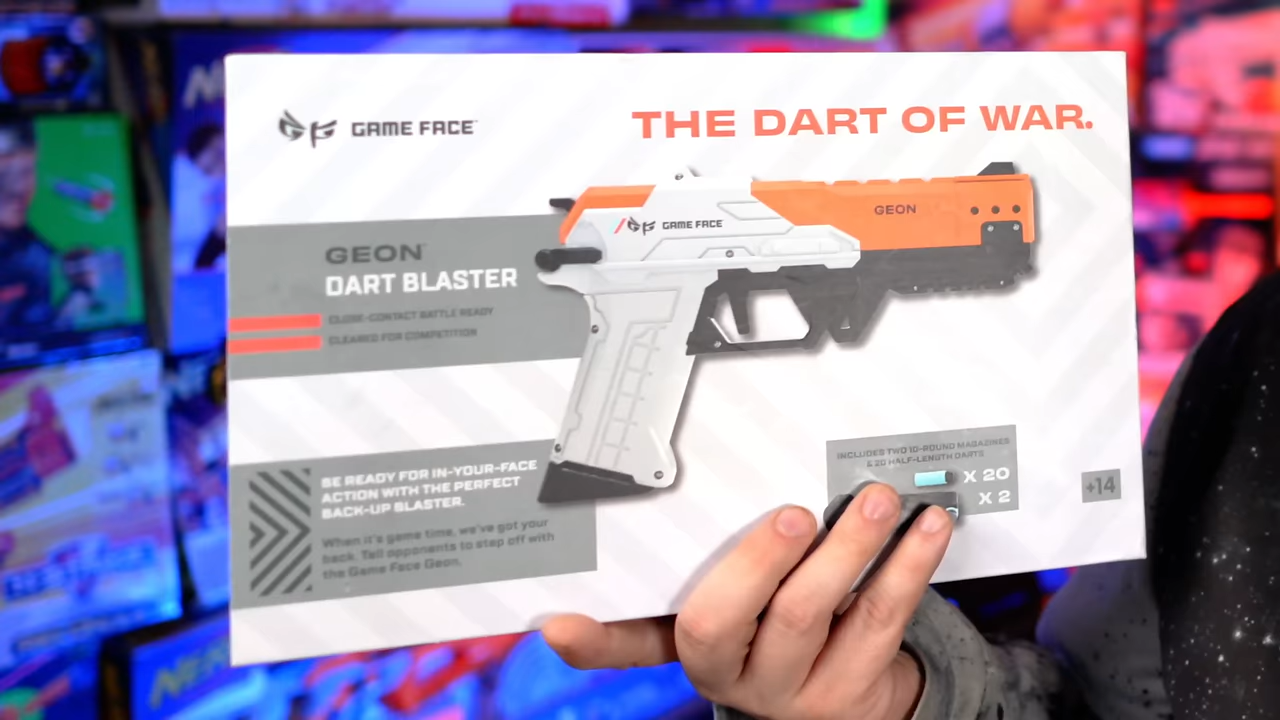 GAME FACE™
THE DART OF WAR.
GEON
GAME FACE
GEON™
DART BLASTER
CLOSE-CONTACT BATTLE READY
CLEARED FOR COMPETITION
BE READY FOR IN-YOUR-FACE
ACTION WITH THE PERFECT
BACK-UP BLASTER.
When it's game time, we've got your
back. Tell opponents to step off with
the Game Face Geon.
INCLUDES TWO 10-ROUND MAGAZINES
& 20 HALF-LENGTH DARTS
X 20
X 2
+14
NERF